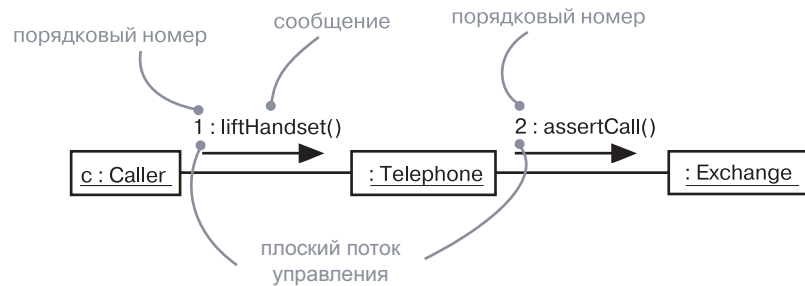 порядковый номер
сообщение
порядковый номер
1 : liftHandset()
2 : assertCall()
c : Caller
: Telephone
: Exchange
плоский поток
управления